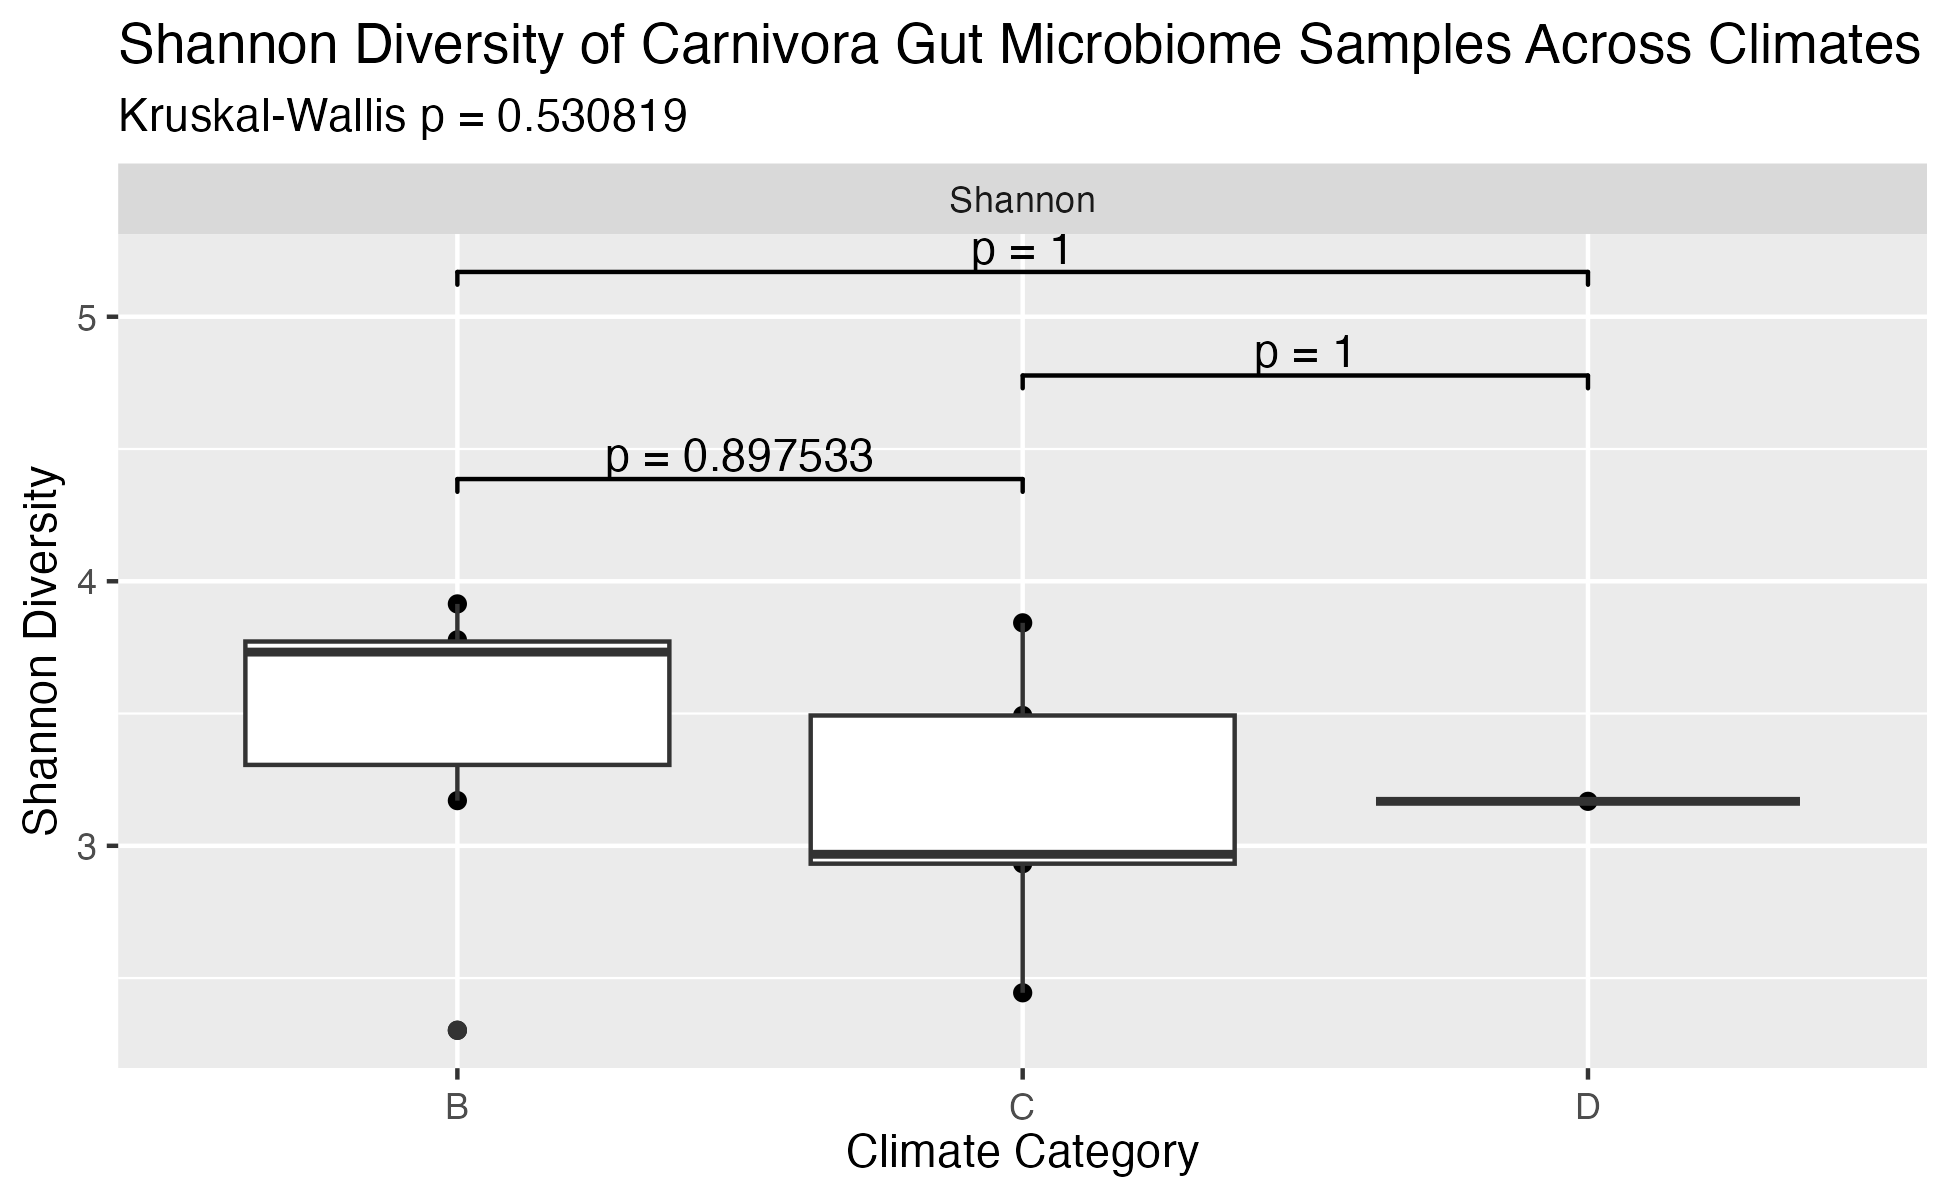 Shannon Diversity of Carnivora Gut Microbiome Samples Across Climates
Kruskal-Wallis p = 0.530819
Shannon
p = 1
p = 1
p = 0.897533
5
4
3
Shannon Diversity
B
C
D
Climate Category